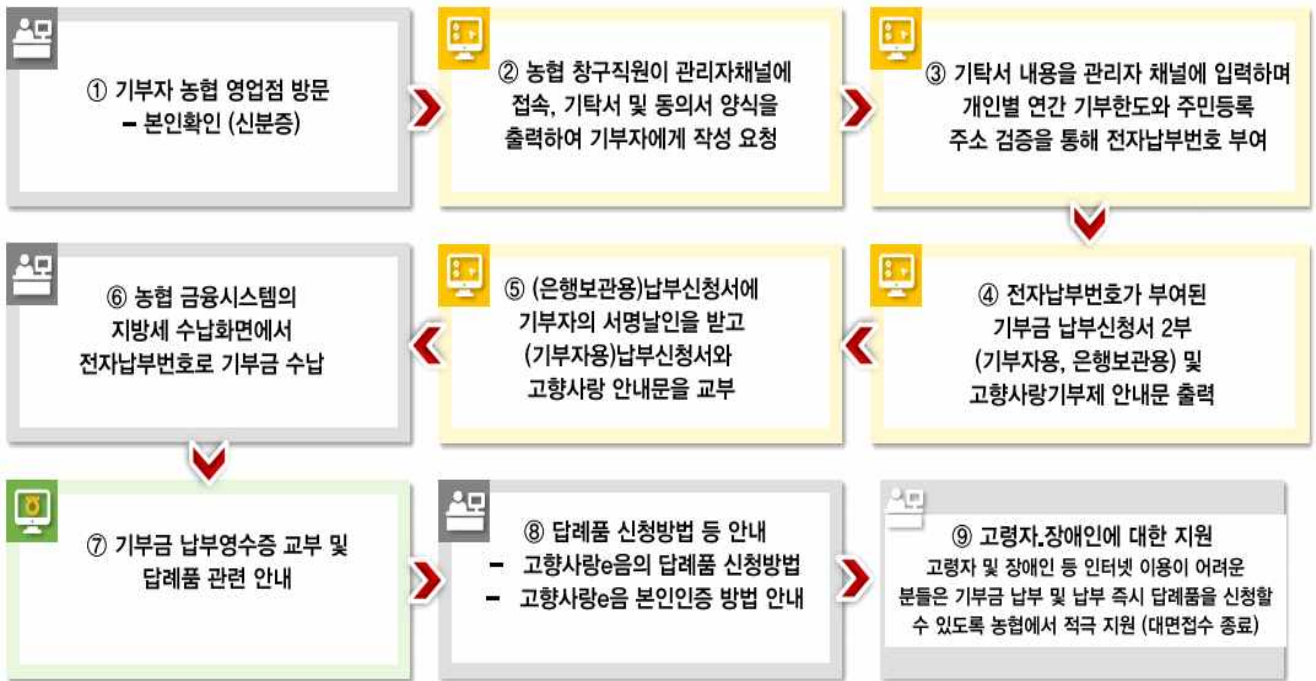 ① 기부자 농협 영업점 방문
– 본인확인 (신분증)
② 농협 창구직원이 관리자채널에
접속, 기탁서 및 동의서 양식을
출력하여 기부자에게 작성 요청
③ 기탁서 내용을 관리자 채널에 입력하며
개인별 연간 기부한도와 주민등록
주소 검증을 통해 전자납부번호 부여
④ 전자납부번호가 부여된
기부금 납부신청서 2부
(기부자용, 은행보관용) 및
고향사랑기부제 안내문 출력
⑤ (은행보관용)납부신청서에
기부자의 서명날인을 받고
(기부자용)납부신청서와
고향사랑 안내문을 교부
⑥ 농협 금융시스템의
지방세 수납화면에서
전자납부번호로 기부금 수납
⑦ 기부금 납부영수증 교부 및
답례품 관련 안내
⑧ 답례품 신청방법 등 안내
– 고향사랑e음의 답례품 신청방법
– 고향사랑e음 본인인증 방법 안내
⑨ 고령자.장애인에 대한 지원
고령자 및 장애인 등 인터넷 이용이 어려운
분들은 기부금 납부 및 납부 즉시 답례품을 신청할
수 있도록 농협에서 적극 지원 (대면접수 종료)